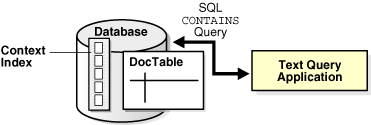 SQL
CONTAINS
Query
Database
Context
Index
DocTable
Text Query
Application